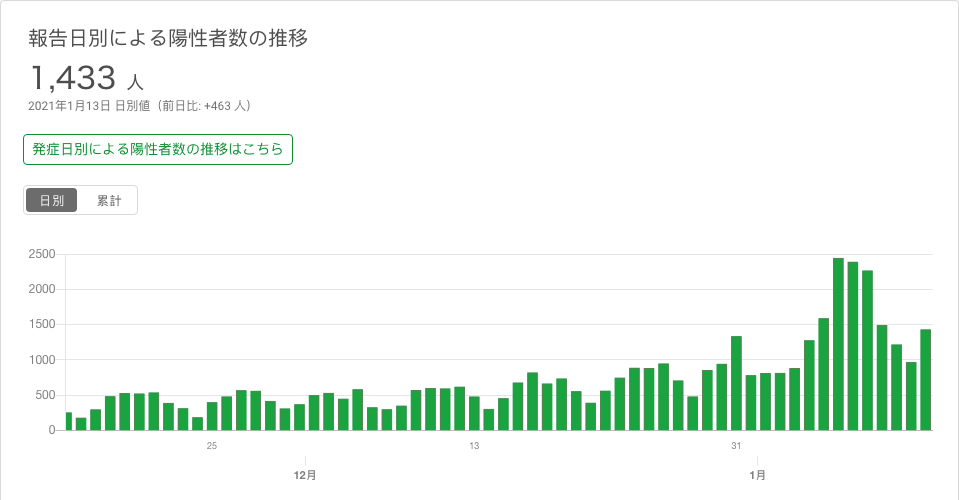 報告日別による陽性者数の推移
1,433 人
2021年1月13日 日別値（前日比: +463 人）
発症日別による陽性者数の推移はこちら
日別 累計
2500
2000
1500
1000
500
0
25 13 31
12月 1月